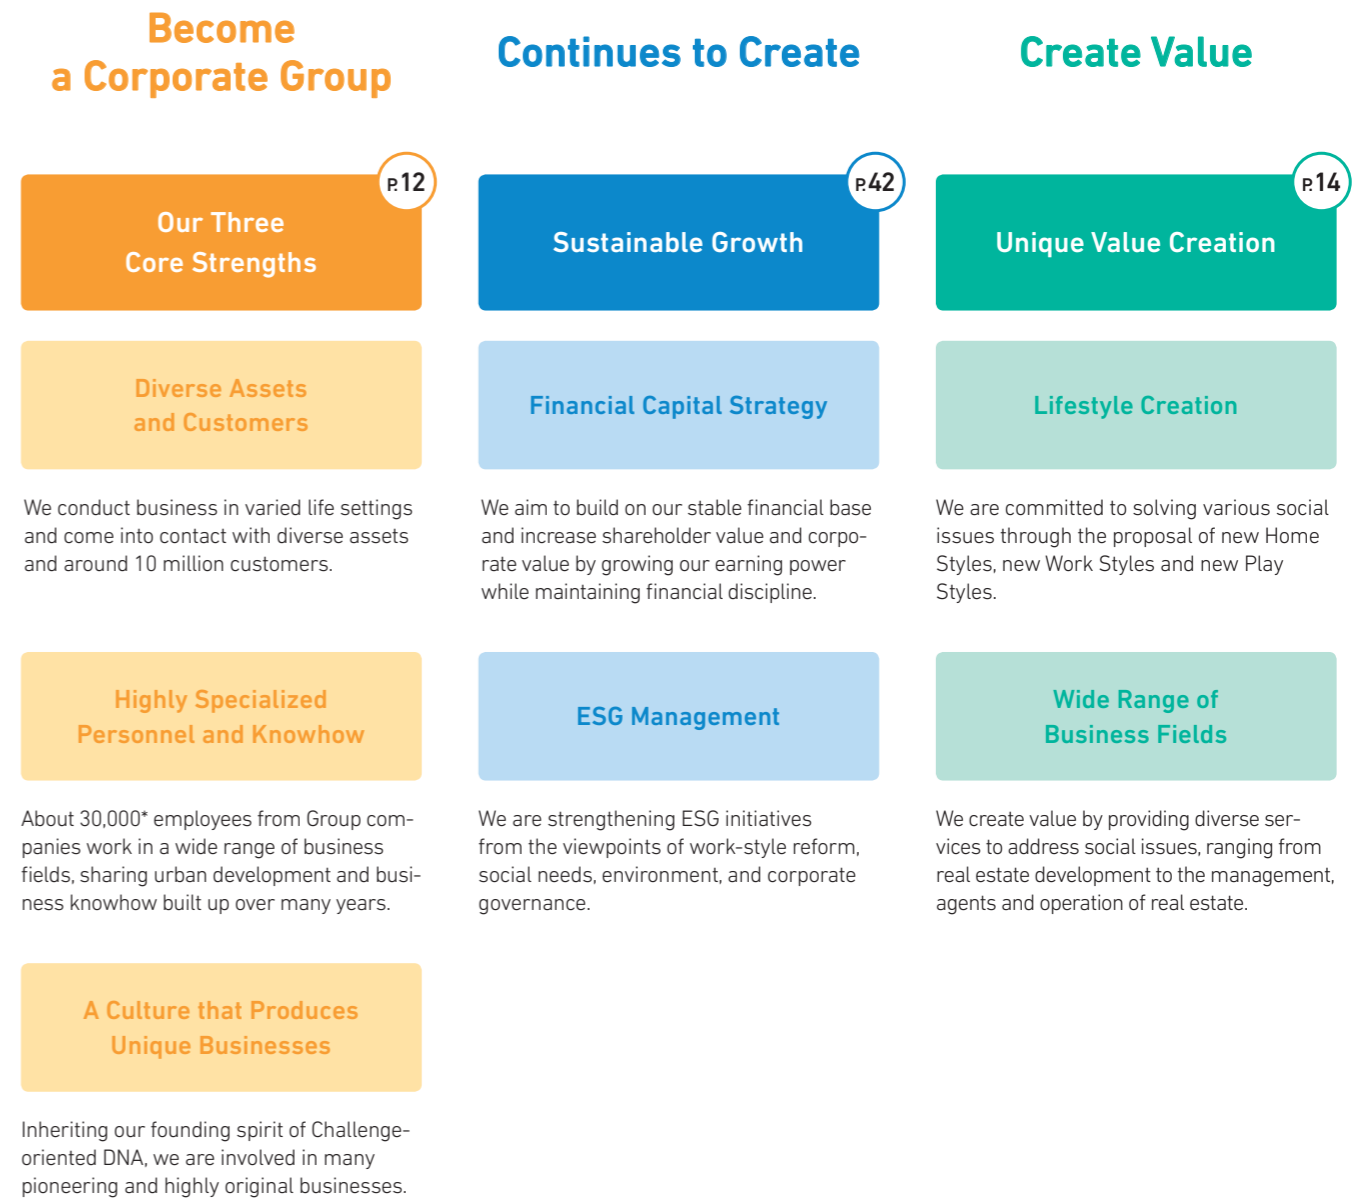 Become
a Corporate Group
P.12
Our Three
Core Strengths
Diverse Assets
and Customers
We conduct business in varied life settings
and come into contact with diverse assets
and around 10 million customers.
Highly Specialized
Personnel and Knowhow
About 30,000* employees from Group com-
panies work in a wide range of business
fields, sharing urban development and busi-
ness knowhow built up over many years.
A Culture that Produces
Unique Businesses
Inheriting our founding spirit of Challenge-
oriented DNA, we are involved in many
pioneering and highly original businesses.
Continues to Create
P.42
Sustainable Growth
Financial Capital Strategy
We aim to build on our stable financial base
and increase shareholder value and corpo-
rate value by growing our earning power
while maintaining financial discipline.
ESG Management
We are strengthening ESG initiatives
from the viewpoints of work-style reform,
social needs, environment, and corporate
governance.
Create Value
P.14
Unique Value Creation
Lifestyle Creation
We are committed to solving various social
issues through the proposal of new Home
Styles, new Work Styles and new Play
Styles.
Wide Range of
Business Fields
We create value by providing diverse ser-
vices to address social issues, ranging from
real estate development to the management,
agents and operation of real estate.